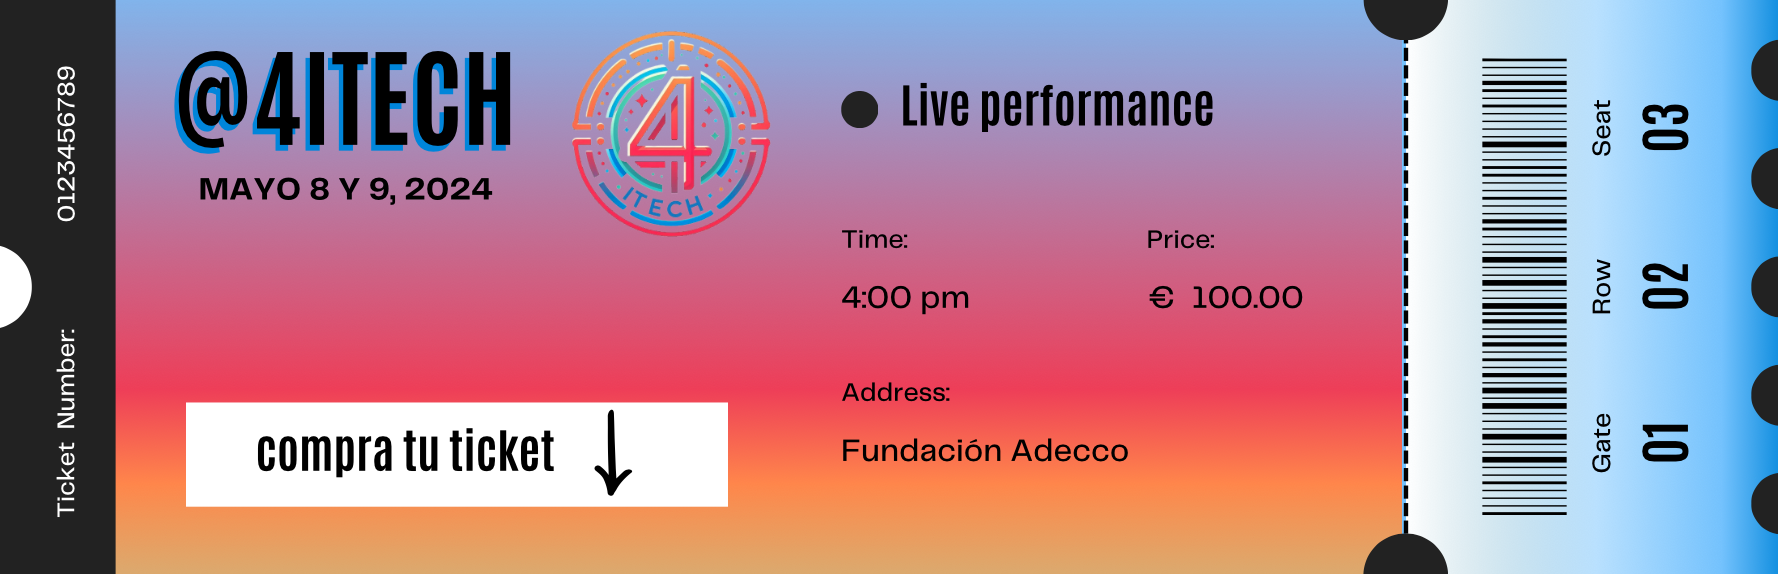 Ticket Number: 0123456789
@4ITECH
MAYO 8 Y 9, 2024
4
ITECH
compra tu ticket
Live performance
Time:
4:00 pm
Price:
€ 100.00
Address:
Fundación Adecco
Gate 01
Row 02
Seat 03